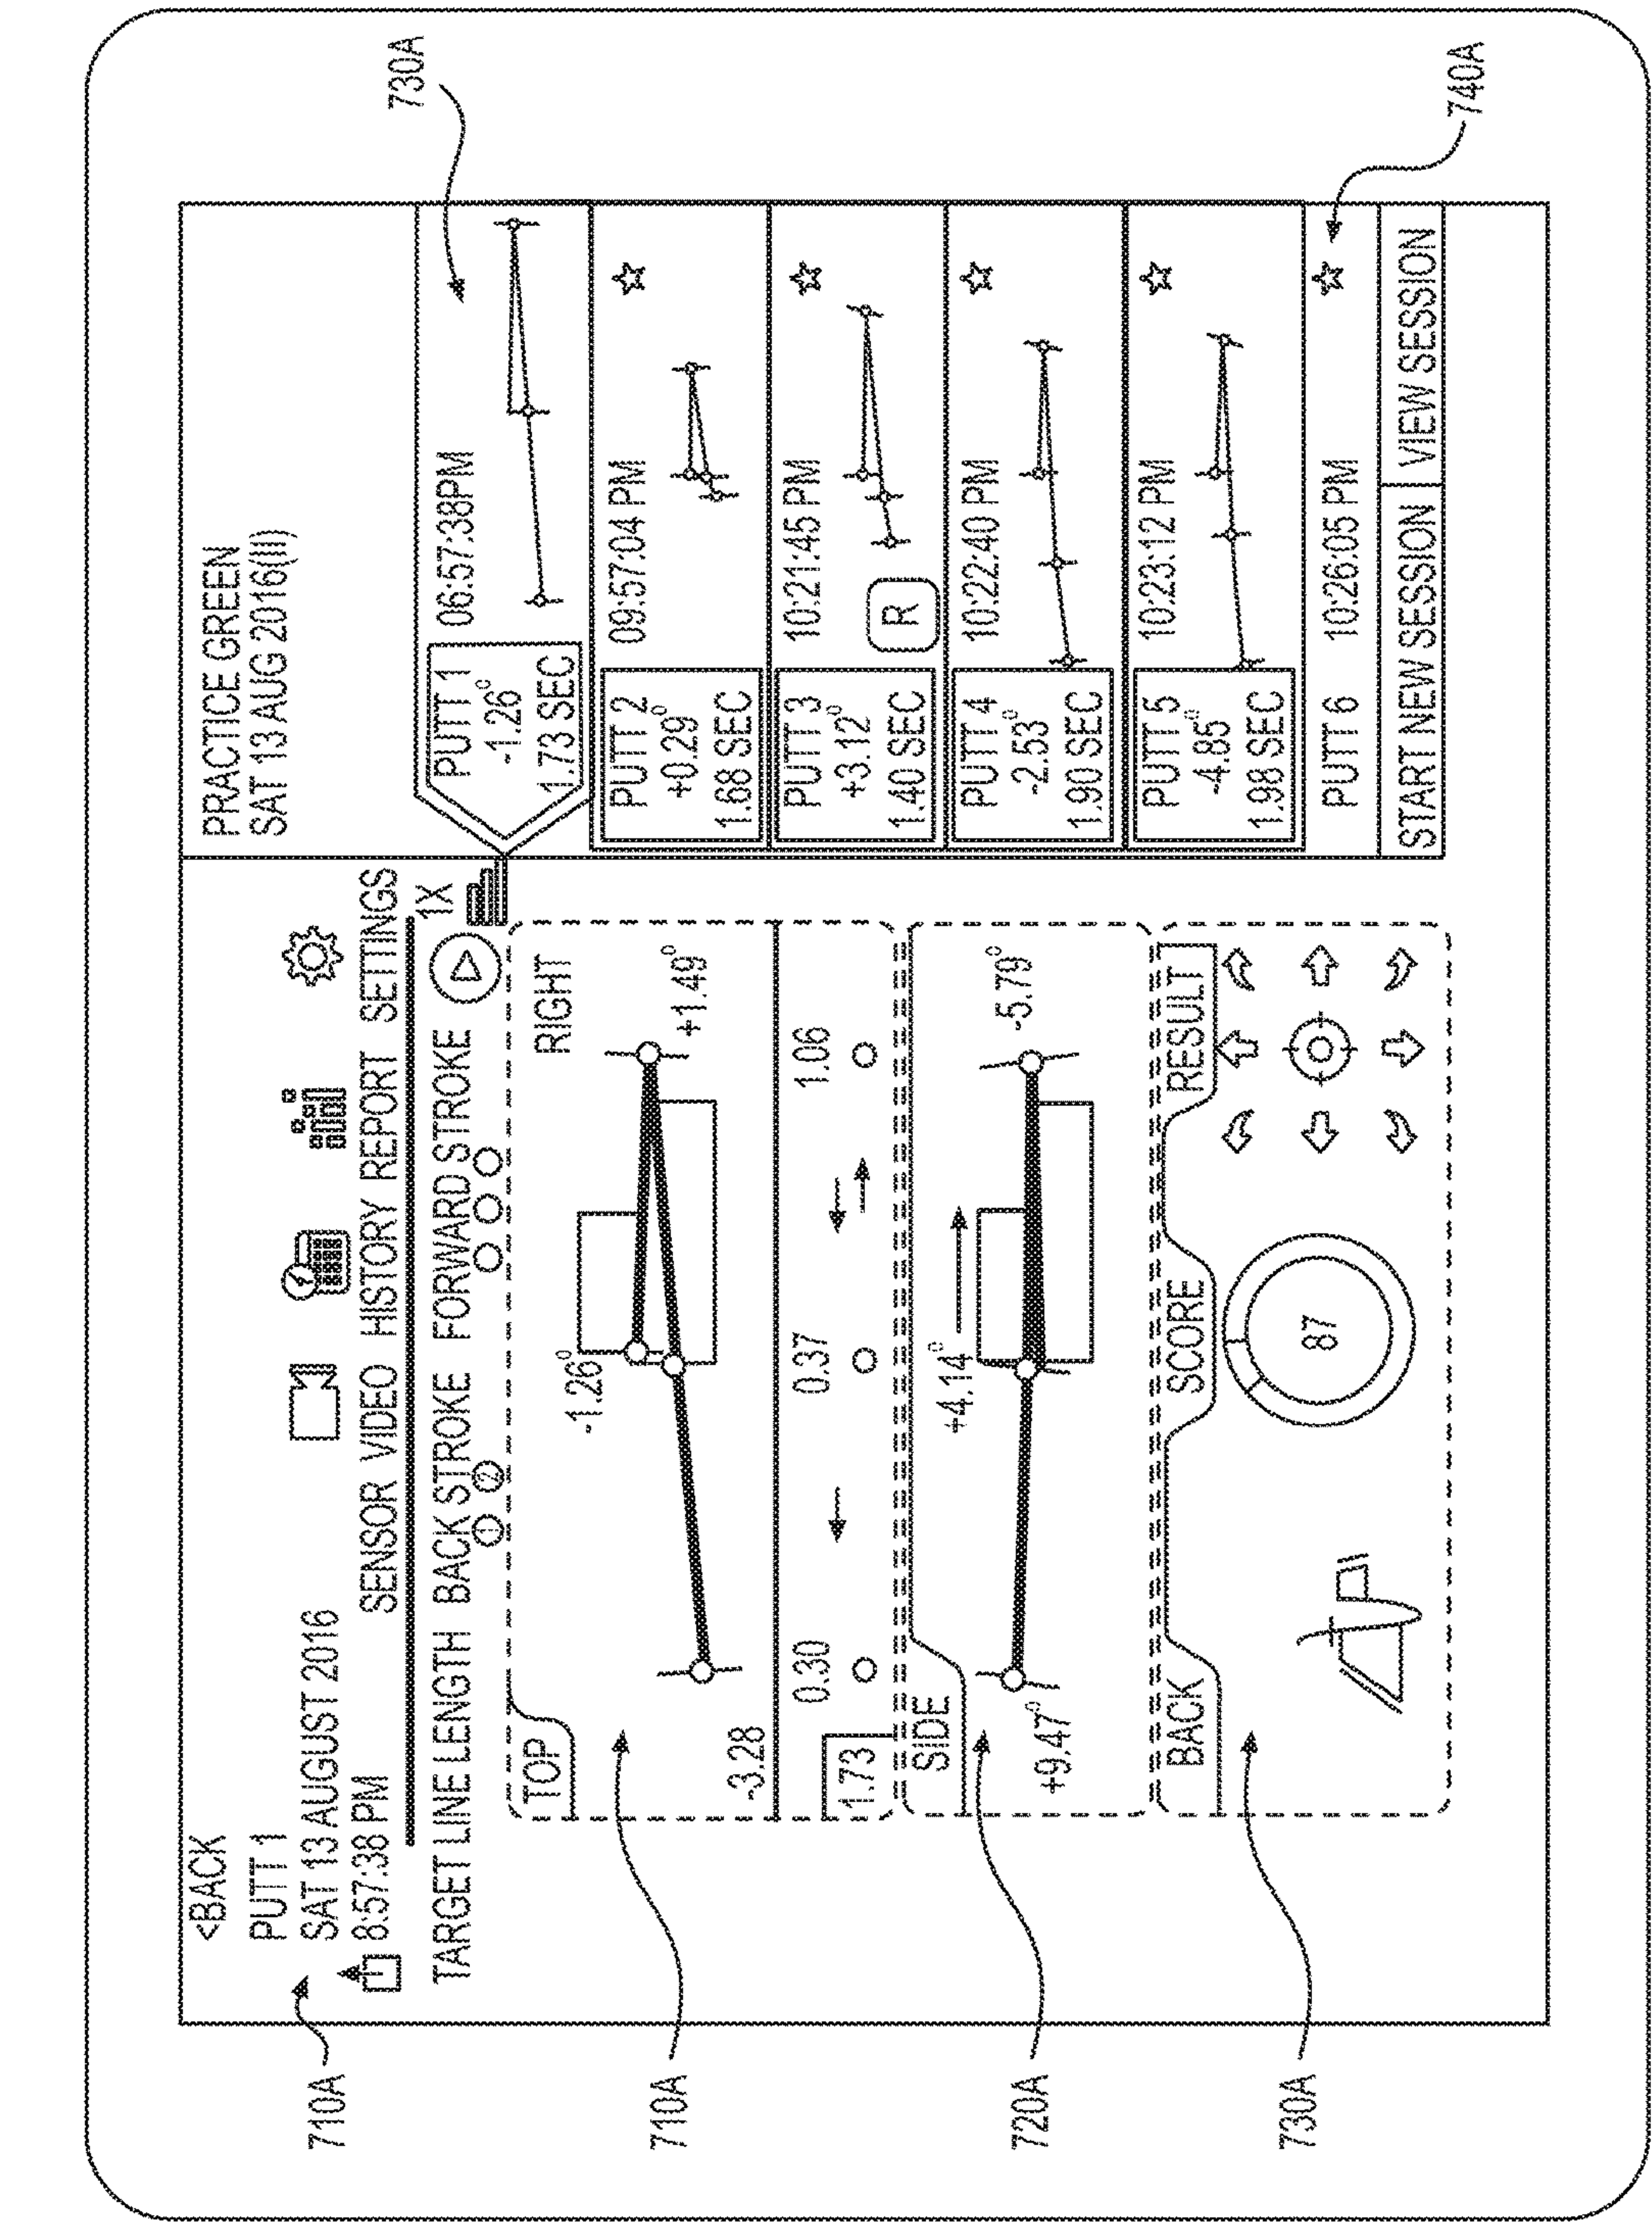 <BACK
PUTT 1
SAT 13 AUGUST 2016
8:57:38 PM
SENSOR VIDEO HISTORY REPORT SETTINGS
TARGET LINE LENGTH BACK STROKE FORWARD STROKE 1X
1 2
TOP
RIGHT
-1.26°
+1.49°
-3.28
0.30 0.37 1.06
1.73
SIDE
+4.14°
-5.79°
+9.47°
BACK SCORE RESULT
87
PRACTICE GREEN
SAT 13 AUG 2016(III)
PUTT 1 06:57:38PM
-1.26°
1.73 SEC
PUTT 2 09:57:04 PM
+0.29°
1.68 SEC
PUTT 3 10:21:45 PM
+3.12°
R
1.40 SEC
PUTT 4 10:22:40 PM
-2.53°
1.90 SEC
PUTT 5 10:23:12 PM
-4.85°
1.98 SEC
PUTT 6 10:26:05 PM
START NEW SESSION VIEW SESSION
710A
710A
720A
730A
730A
740A